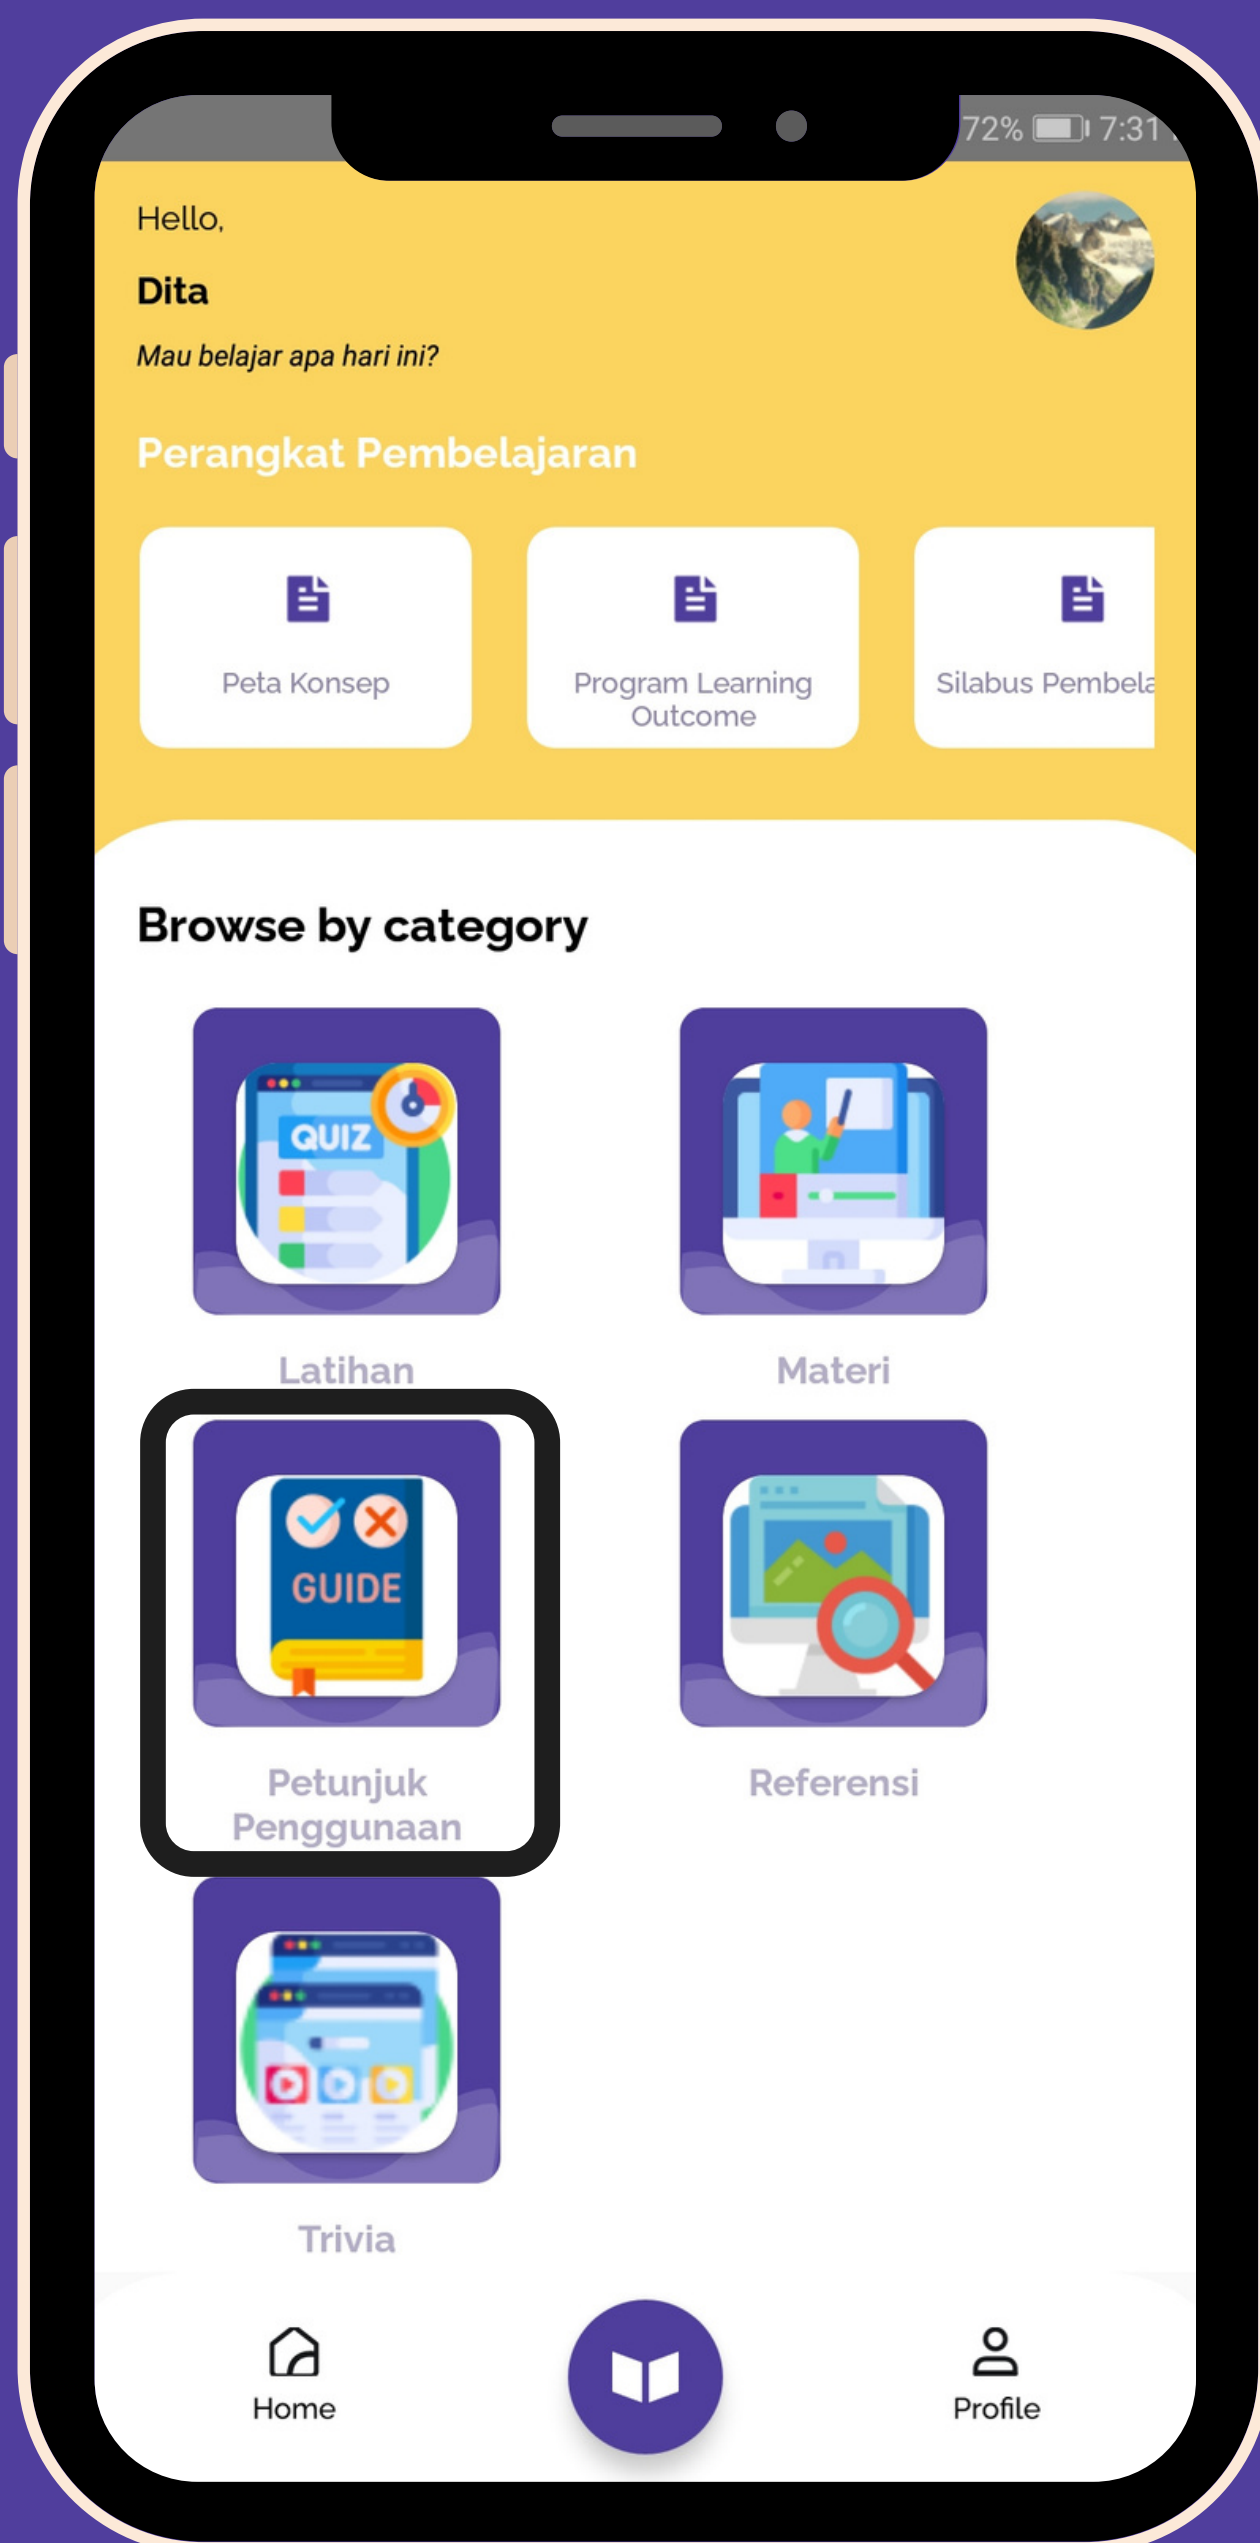 72% 7:31
Hello,
Dita
Mau belajar apa hari ini?
Perangkat Pembelajaran
Peta Konsep
Program Learning
Outcome
Silabus
Browse by category
QUIZ
Latihan
Materi
GUIDE
Petunjuk
Penggunaan
Referensi
Trivia
Home
Profile